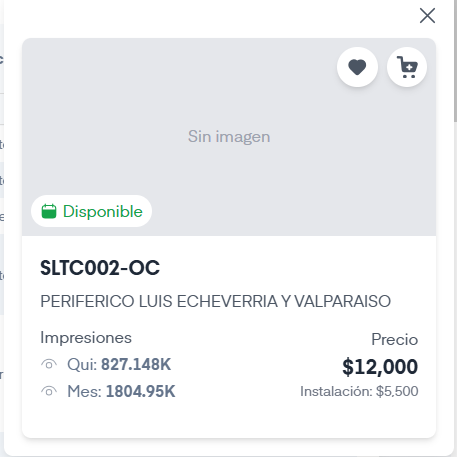 Sin imagen
Disponible
SLTC002-OC
PERIFERICO LUIS ECHEVERRIA Y VALPARAISO
Impresiones
Qui: 827.148K
Mes: 1804.95K
Precio
$12,000
Instalación: $5,500